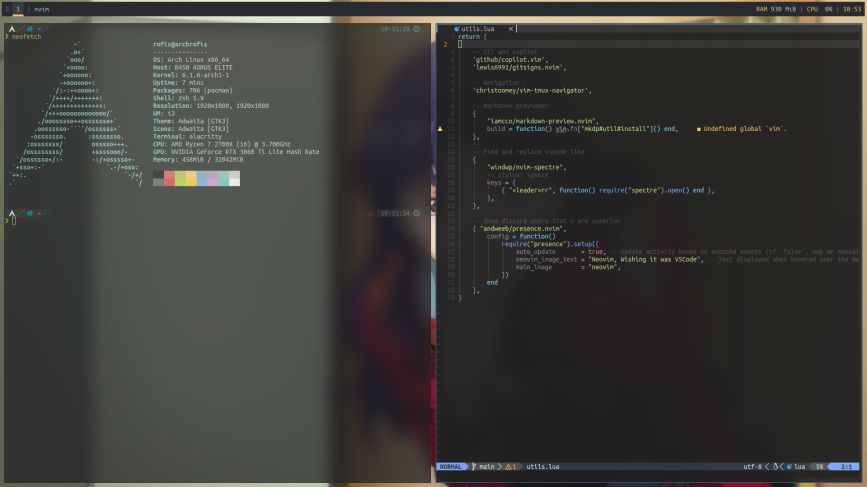 2 1 nvim RAM 930 MiB | CPU 0% | 10:53
~ 10:51:28
❯ neofetch
rofis@archrofis
---------------
OS: Arch Linux x86_64
Host: B450 AORUS ELITE
Kernel: 6.1.6-arch1-1
Uptime: 7 mins
Packages: 706 (pacman)
Shell: zsh 5.9
Resolution: 1920x1080, 1920x1080
WM: i3
Theme: Adwaita [GTK3]
Icons: Adwaita [GTK3]
Terminal: alacritty
CPU: AMD Ryzen 7 2700X (16) @ 3.700GHz
GPU: NVIDIA GeForce RTX 3060 Ti Lite Hash Rate
Memory: 458MiB / 32042MiB
~ 10:51:54
❯
utils.lua ×
return {
-- GIT and copilot
'github/copilot.vim',
'lewis6991/gitsigns.nvim',
-- Navigation
'christoomey/vim-tmux-navigator',
-- Markdown previewer
{
"iamcco/markdown-preview.nvim",
build = function() vim.fn["mkdp#util#install"]() end, ■ Undefined global `vim`.
},
-- Find and replace vscode like
{
"windwp/nvim-spectre",
-- stylua: ignore
keys = {
{ "<leader>rr", function() require("spectre").open() end },
},
},
-- Show discord users that u are superior
{ "andweeb/presence.nvim",
config = function()
require("presence").setup({
auto_update = true, -- Update activity based on autocmd events (if `false`, map or manual
neovim_image_text = "Neovim, Wishing it was VSCode", -- Text displayed when hovered over the Ne
main_image = "neovim",
})
end
},
}
NORMAL main 1 utils.lua utf-8 lua 5% 2:1